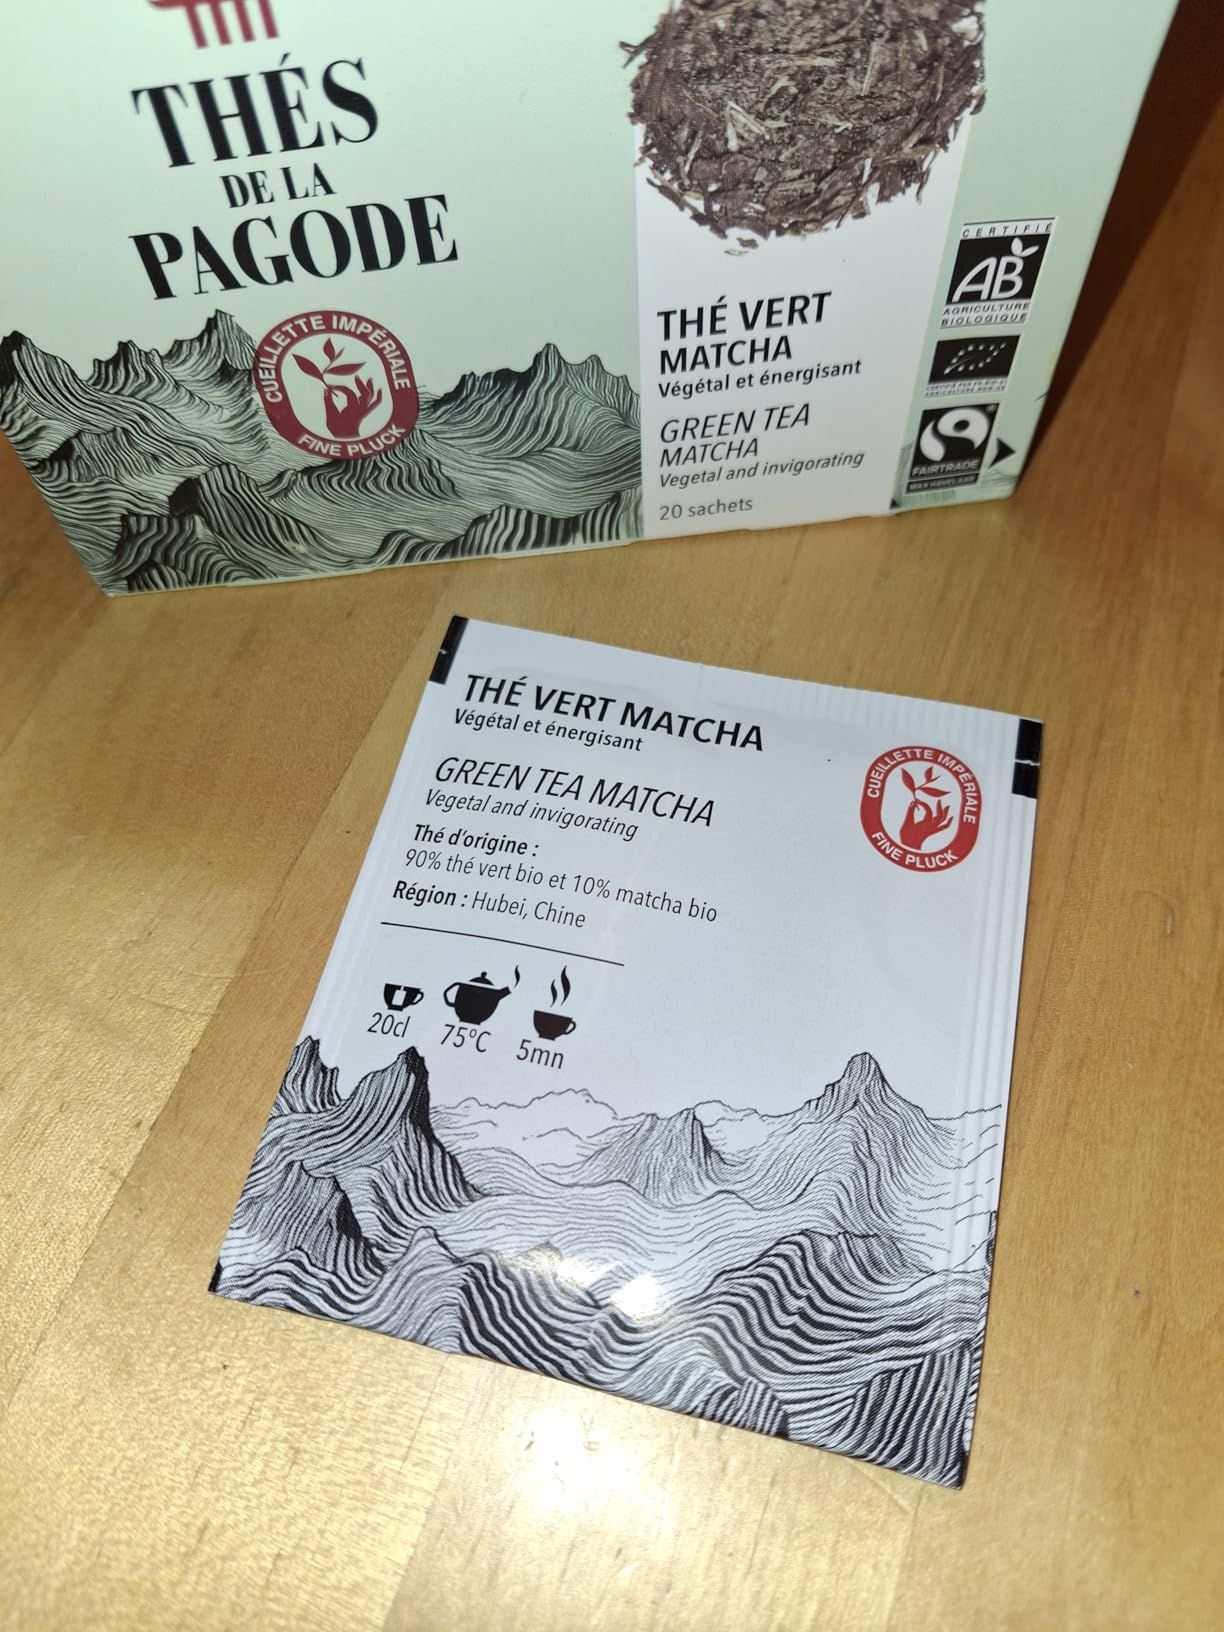 THÉS
DE LA
PAGODE
CUEILLETTE IMPÉRIALE
FINE PLUCK
THÉ VERT
MATCHA
Végétal et énergisant
GREEN TEA
MATCHA
Vegetal and invigorating
20 sachets
CERTIFIÉ
AB
AGRICULTURE
BIOLOGIQUE
FAIRTRADE
MAX HAVELAAR
THÉ VERT MATCHA
Végétal et énergisant
GREEN TEA MATCHA
Vegetal and invigorating
Thé d'origine :
90% thé vert bio et 10% matcha bio
Région : Hubei, Chine
20cl 75°C 5mn
CUEILLETTE IMPÉRIALE
FINE PLUCK